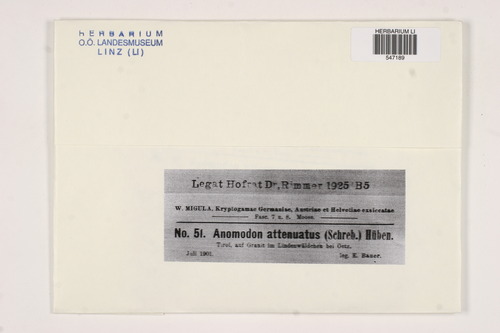 HERBARIUM
O.Ö. LANDESMUSEUM
LINZ (LI)
HERBARIUM LI
547189
Legat Hofrat Dr. Rimmer 1925 B5
W. MIGULA, Kryptogamae Germaniae, Austriae et Helvetiae exsiccatae
Fasc. 7 u. 8. Moose.
No. 51. Anomodon attenuatus (Schreb.) Hüben.
Tirol, auf Granit im Lindenwäldchen bei Oetz.
Juli 1901. leg. E. Bauer.